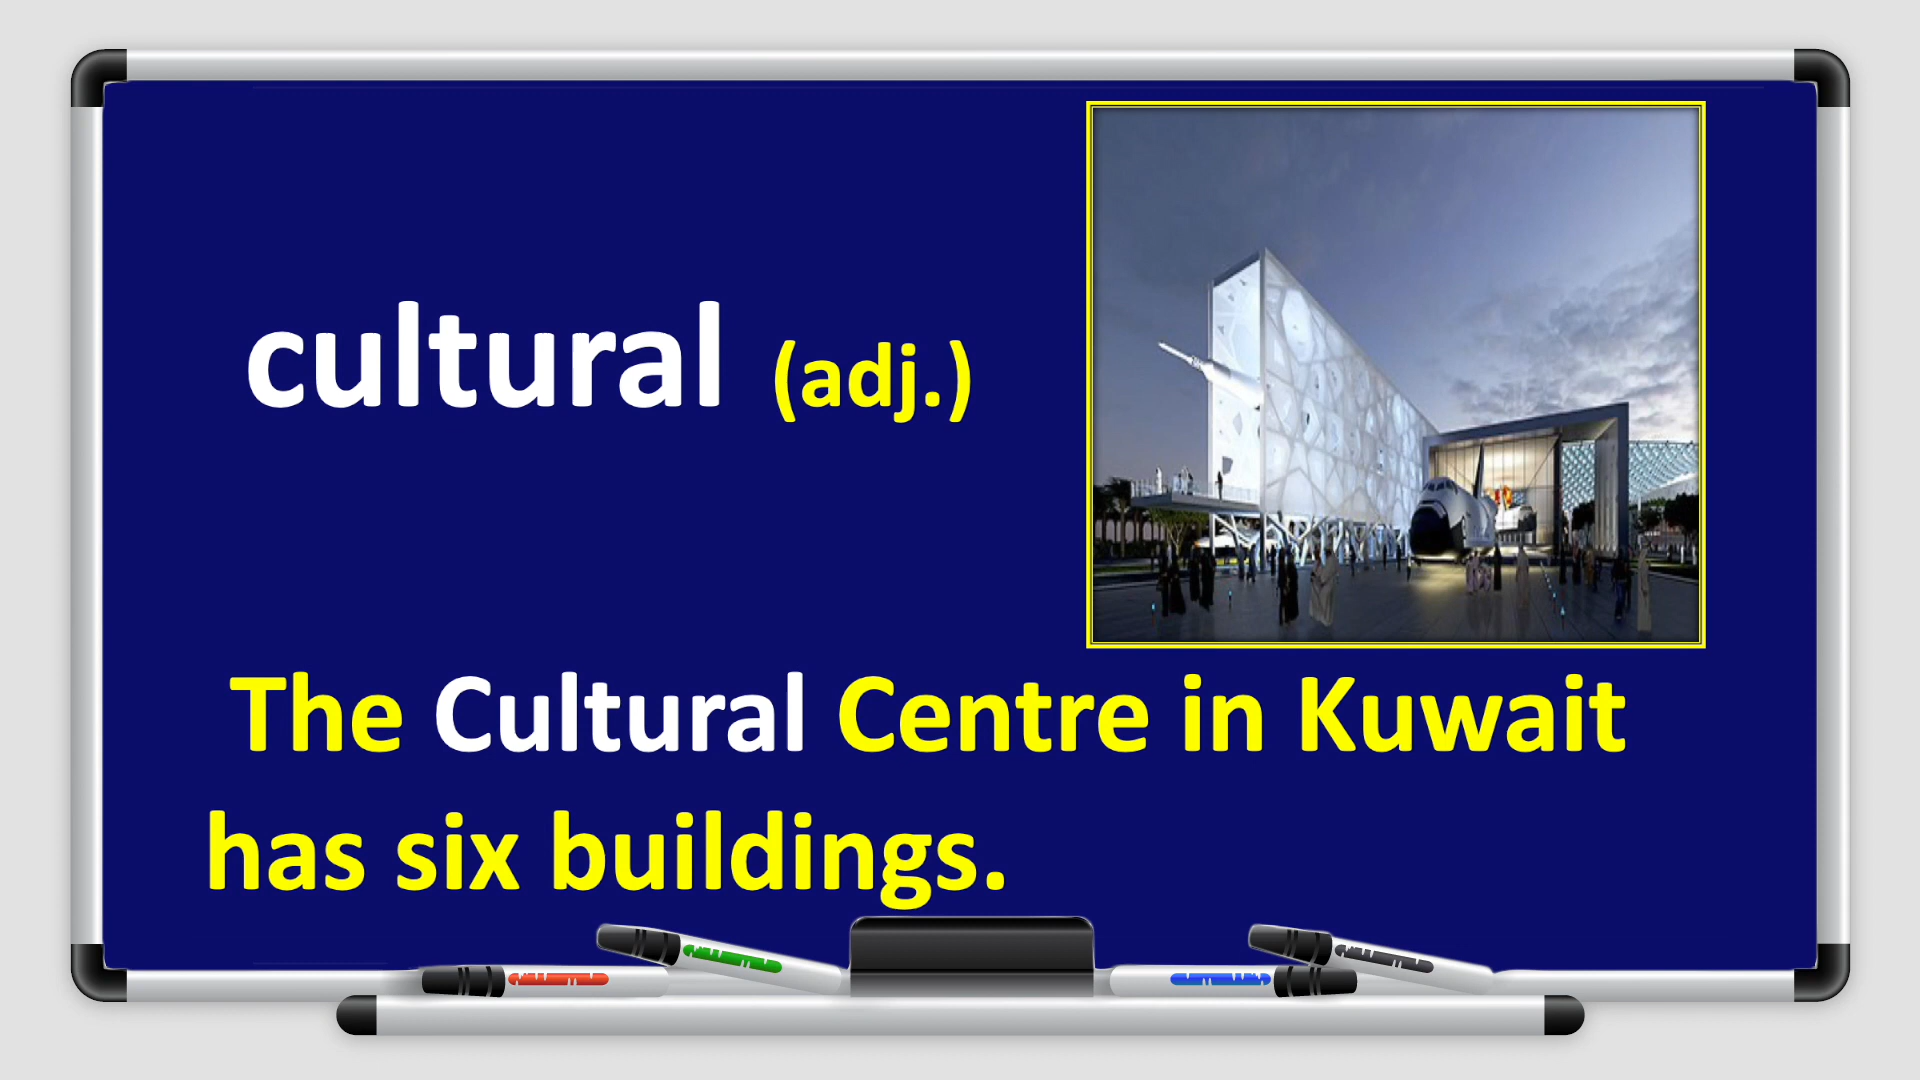 cultural (adj.)
The Cultural Centre in Kuwait
has six buildings.